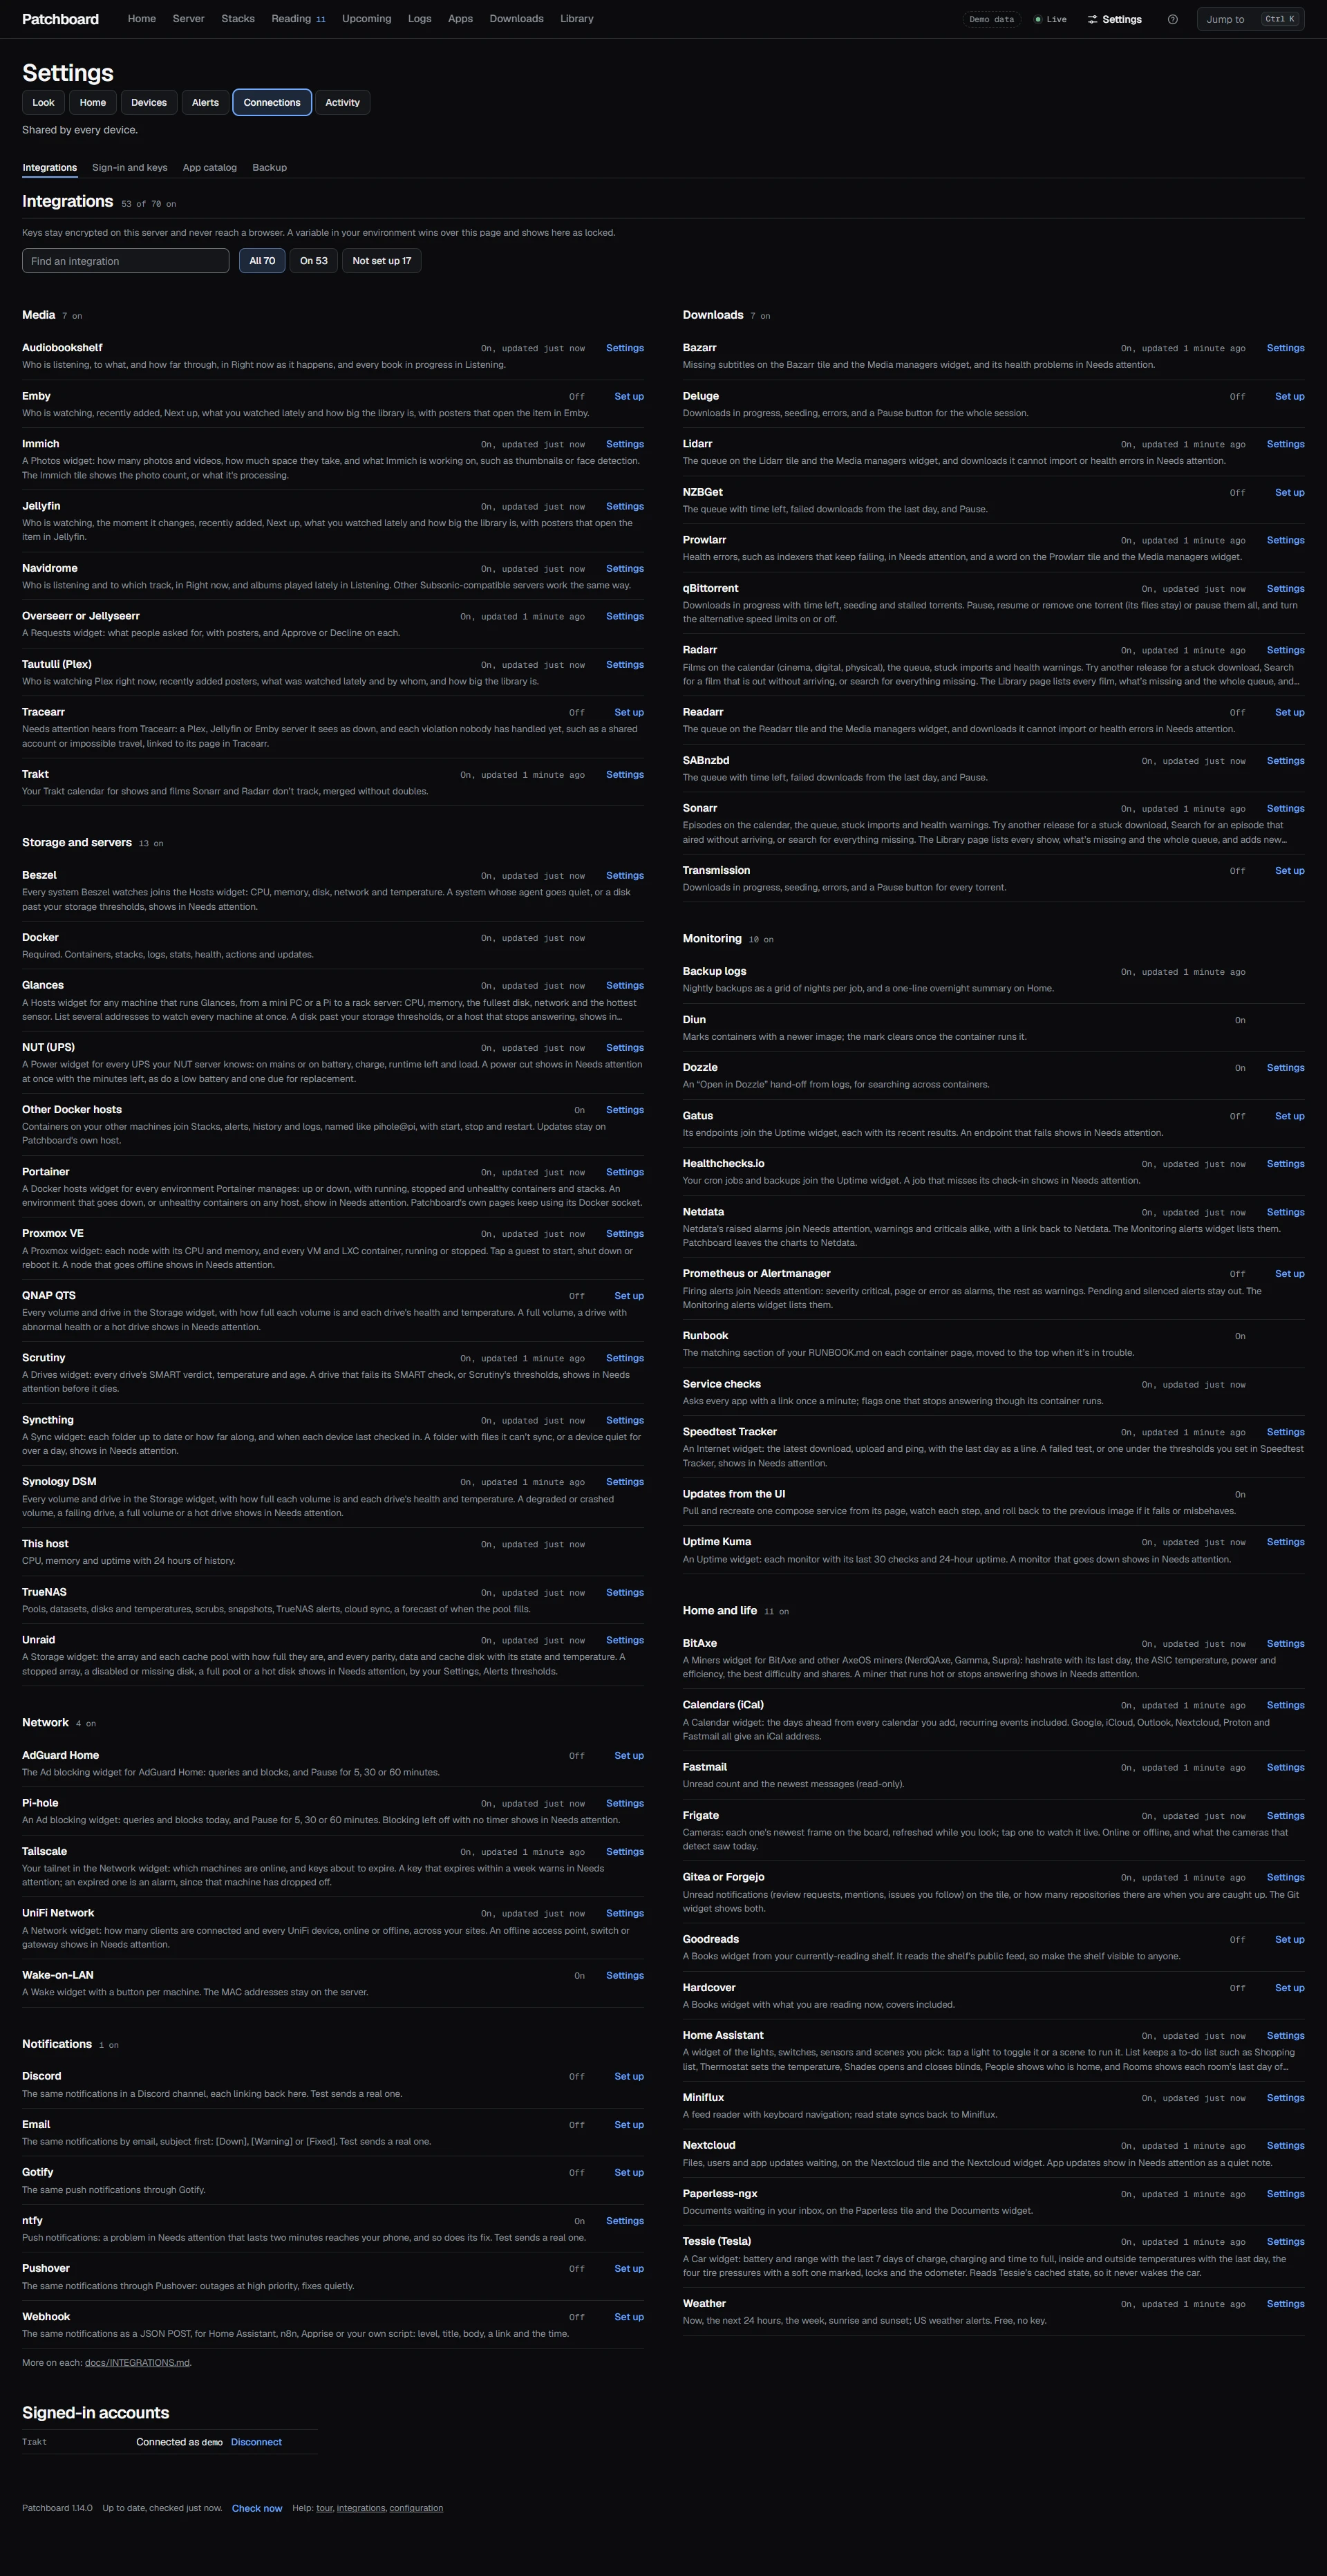 Patchboard
Home Server Stacks Reading 11 Upcoming Logs Apps Downloads Library
Demo data Live Settings Jump to Ctrl K
Settings
Look Home Devices Alerts Connections Activity
Shared by every device.
Integrations Sign-in and keys App catalog Backup
Integrations 53 of 70 on
Keys stay encrypted on this server and never reach a browser. A variable in your environment wins over this page and shows here as locked.
Find an integration All 70 On 53 Not set up 17
Media 7 on
Audiobookshelf On, updated just now Settings
Who is listening, to what, and how far through, in Right now as it happens, and every book in progress in Listening.
Emby Off Set up
Who is watching, recently added, Next up, what you watched lately and how big the library is, with posters that open the item in Emby.
Immich On, updated just now Settings
A Photos widget: how many photos and videos, how much space they take, and what Immich is working on, such as thumbnails or face detection.
The Immich tile shows the photo count, or what it's processing.
Jellyfin On, updated just now Settings
Who is watching, the moment it changes, recently added, Next up, what you watched lately and how big the library is, with posters that open the
item in Jellyfin.
Navidrome On, updated just now Settings
Who is listening and to which track, in Right now, and albums played lately in Listening. Other Subsonic-compatible servers work the same way.
Overseerr or Jellyseerr On, updated 1 minute ago Settings
A Requests widget: what people asked for, with posters, and Approve or Decline on each.
Tautulli (Plex) On, updated just now Settings
Who is watching Plex right now, recently added posters, what was watched lately and by whom, and how big the library is.
Tracearr Off Set up
Needs attention hears from Tracearr: a Plex, Jellyfin or Emby server it sees as down, and each violation nobody has handled yet, such as a shared
account or impossible travel, linked to its page in Tracearr.
Trakt On, updated 1 minute ago Settings
Your Trakt calendar for shows and films Sonarr and Radarr don't track, merged without doubles.
Storage and servers 13 on
Beszel On, updated just now Settings
Every system Beszel watches joins the Hosts widget: CPU, memory, disk, network and temperature. A system whose agent goes quiet, or a disk
past your storage thresholds, shows in Needs attention.
Docker On, updated just now
Required. Containers, stacks, logs, stats, health, actions and updates.
Glances On, updated just now Settings
A Hosts widget for any machine that runs Glances, from a mini PC or a Pi to a rack server: CPU, memory, the fullest disk, network and the hottest
sensor. List several addresses to watch every machine at once. A disk past your storage thresholds, or a host that stops answering, shows in...
NUT (UPS) On, updated just now Settings
A Power widget for every UPS your NUT server knows: on mains or on battery, charge, runtime left and load. A power cut shows in Needs attention
at once with the minutes left, as do a low battery and one due for replacement.
Other Docker hosts On Settings
Containers on your other machines join Stacks, alerts, history and logs, named like pihole@pi, with start, stop and restart. Updates stay on
Patchboard's own host.
Portainer On, updated just now Settings
A Docker hosts widget for every environment Portainer manages: up or down, with running, stopped and unhealthy containers and stacks. An
environment that goes down, or unhealthy containers on any host, show in Needs attention. Patchboard's own pages keep using its Docker socket.
Proxmox VE On, updated just now Settings
A Proxmox widget: each node with its CPU and memory, and every VM and LXC container, running or stopped. Tap a guest to start, shut down or
reboot it. A node that goes offline shows in Needs attention.
QNAP QTS Off Set up
Every volume and drive in the Storage widget, with how full each volume is and each drive's health and temperature. A full volume, a drive with
abnormal health or a hot drive shows in Needs attention.
Scrutiny On, updated 1 minute ago Settings
A Drives widget: every drive's SMART verdict, temperature and age. A drive that fails its SMART check, or Scrutiny's thresholds, shows in Needs
attention before it dies.
Syncthing On, updated just now Settings
A Sync widget: each folder up to date or how far along, and when each device last checked in. A folder with files it can't sync, or a device quiet for
over a day, shows in Needs attention.
Synology DSM On, updated 1 minute ago Settings
Every volume and drive in the Storage widget, with how full each volume is and each drive's health and temperature. A degraded or crashed
volume, a failing drive, a full volume or a hot drive shows in Needs attention.
This host On, updated just now
CPU, memory and uptime with 24 hours of history.
TrueNAS On, updated just now Settings
Pools, datasets, disks and temperatures, scrubs, snapshots, TrueNAS alerts, cloud sync, a forecast of when the pool fills.
Unraid On, updated just now Settings
A Storage widget: the array and each cache pool with how full they are, and every parity, data and cache disk with its state and temperature. A
stopped array, a disabled or missing disk, a full pool or a hot disk shows in Needs attention, by your Settings, Alerts thresholds.
Network 4 on
AdGuard Home Off Set up
The Ad blocking widget for AdGuard Home: queries and blocks, and Pause for 5, 30 or 60 minutes.
Pi-hole On, updated just now Settings
An Ad blocking widget: queries and blocks today, and Pause for 5, 30 or 60 minutes. Blocking left off with no timer shows in Needs attention.
Tailscale On, updated 1 minute ago Settings
Your tailnet in the Network widget: which machines are online, and keys about to expire. A key that expires within a week warns in Needs
attention; an expired one is an alarm, since that machine has dropped off.
UniFi Network On, updated just now Settings
A Network widget: how many clients are connected and every UniFi device, online or offline, across your sites. An offline access point, switch or
gateway shows in Needs attention.
Wake-on-LAN On Settings
A Wake widget with a button per machine. The MAC addresses stay on the server.
Notifications 1 on
Discord Off Set up
The same notifications in a Discord channel, each linking back here. Test sends a real one.
Email Off Set up
The same notifications by email, subject first: [Down], [Warning] or [Fixed]. Test sends a real one.
Gotify Off Set up
The same push notifications through Gotify.
ntfy On Settings
Push notifications: a problem in Needs attention that lasts two minutes reaches your phone, and so does its fix. Test sends a real one.
Pushover Off Set up
The same notifications through Pushover: outages at high priority, fixes quietly.
Webhook Off Set up
The same notifications as a JSON POST, for Home Assistant, n8n, Apprise or your own script: level, title, body, a link and the time.
More on each: docs/INTEGRATIONS.md.
Downloads 7 on
Bazarr On, updated 1 minute ago Settings
Missing subtitles on the Bazarr tile and the Media managers widget, and its health problems in Needs attention.
Deluge Off Set up
Downloads in progress, seeding, errors, and a Pause button for the whole session.
Lidarr On, updated 1 minute ago Settings
The queue on the Lidarr tile and the Media managers widget, and downloads it cannot import or health errors in Needs attention.
NZBGet Off Set up
The queue with time left, failed downloads from the last day, and Pause.
Prowlarr On, updated 1 minute ago Settings
Health errors, such as indexers that keep failing, in Needs attention, and a word on the Prowlarr tile and the Media managers widget.
qBittorrent On, updated just now Settings
Downloads in progress with time left, seeding and stalled torrents. Pause, resume or remove one torrent (its files stay) or pause them all, and turn
the alternative speed limits on or off.
Radarr On, updated 1 minute ago Settings
Films on the calendar (cinema, digital, physical), the queue, stuck imports and health warnings. Try another release for a stuck download, Search
for a film that is out without arriving, or search for everything missing. The Library page lists every film, what's missing and the whole queue, and...
Readarr Off Set up
The queue on the Readarr tile and the Media managers widget, and downloads it cannot import or health errors in Needs attention.
SABnzbd On, updated just now Settings
The queue with time left, failed downloads from the last day, and Pause.
Sonarr On, updated 1 minute ago Settings
Episodes on the calendar, the queue, stuck imports and health warnings. Try another release for a stuck download, Search for an episode that
aired without arriving, or search for everything missing. The Library page lists every show, what's missing and the whole queue, and adds new...
Transmission Off Set up
Downloads in progress, seeding, errors, and a Pause button for every torrent.
Monitoring 10 on
Backup logs On, updated 1 minute ago
Nightly backups as a grid of nights per job, and a one-line overnight summary on Home.
Diun On
Marks containers with a newer image; the mark clears once the container runs it.
Dozzle On Settings
An "Open in Dozzle" hand-off from logs, for searching across containers.
Gatus Off Set up
Its endpoints join the Uptime widget, each with its recent results. An endpoint that fails shows in Needs attention.
Healthchecks.io On, updated just now Settings
Your cron jobs and backups join the Uptime widget. A job that misses its check-in shows in Needs attention.
Netdata On, updated just now Settings
Netdata's raised alarms join Needs attention, warnings and criticals alike, with a link back to Netdata. The Monitoring alerts widget lists them.
Patchboard leaves the charts to Netdata.
Prometheus or Alertmanager Off Set up
Firing alerts join Needs attention: severity critical, page or error as alarms, the rest as warnings. Pending and silenced alerts stay out. The
Monitoring alerts widget lists them.
Runbook On
The matching section of your RUNBOOK.md on each container page, moved to the top when it's in trouble.
Service checks On, updated just now
Asks every app with a link once a minute; flags one that stops answering though its container runs.
Speedtest Tracker On, updated 1 minute ago Settings
An Internet widget: the latest download, upload and ping, with the last day as a line. A failed test, or one under the thresholds you set in Speedtest
Tracker, shows in Needs attention.
Updates from the UI On
Pull and recreate one compose service from its page, watch each step, and roll back to the previous image if it fails or misbehaves.
Uptime Kuma On, updated just now Settings
An Uptime widget: each monitor with its last 30 checks and 24-hour uptime. A monitor that goes down shows in Needs attention.
Home and life 11 on
BitAxe On, updated just now Settings
A Miners widget for BitAxe and other AxeOS miners (NerdQAxe, Gamma, Supra): hashrate with its last day, the ASIC temperature, power and
efficiency, the best difficulty and shares. A miner that runs hot or stops answering shows in Needs attention.
Calendars (iCal) On, updated 1 minute ago Settings
A Calendar widget: the days ahead from every calendar you add, recurring events included. Google, iCloud, Outlook, Nextcloud, Proton and
Fastmail all give an iCal address.
Fastmail On, updated 1 minute ago Settings
Unread count and the newest messages (read-only).
Frigate On, updated just now Settings
Cameras: each one's newest frame on the board, refreshed while you look; tap one to watch it live. Online or offline, and what the cameras that
detect saw today.
Gitea or Forgejo On, updated 1 minute ago Settings
Unread notifications (review requests, mentions, issues you follow) on the tile, or how many repositories there are when you are caught up. The Git
widget shows both.
Goodreads Off Set up
A Books widget from your currently-reading shelf. It reads the shelf's public feed, so make the shelf visible to anyone.
Hardcover Off Set up
A Books widget with what you are reading now, covers included.
Home Assistant On, updated just now Settings
A widget of the lights, switches, sensors and scenes you pick: tap a light to toggle it or a scene to run it. List keeps a to-do list such as Shopping
list, Thermostat sets the temperature, Shades opens and closes blinds, People shows who is home, and Rooms shows each room's last day of...
Miniflux On, updated just now Settings
A feed reader with keyboard navigation; read state syncs back to Miniflux.
Nextcloud On, updated 1 minute ago Settings
Files, users and app updates waiting, on the Nextcloud tile and the Nextcloud widget. App updates show in Needs attention as a quiet note.
Paperless-ngx On, updated 1 minute ago Settings
Documents waiting in your inbox, on the Paperless tile and the Documents widget.
Tessie (Tesla) On, updated 1 minute ago Settings
A Car widget: battery and range with the last 7 days of charge, charging and time to full, inside and outside temperatures with the last day, the
four tire pressures with a soft one marked, locks and the odometer. Reads Tessie's cached state, so it never wakes the car.
Weather On, updated 1 minute ago Settings
Now, the next 24 hours, the week, sunrise and sunset; US weather alerts. Free, no key.
Signed-in accounts
Trakt Connected as demo Disconnect
Patchboard 1.14.0 Up to date, checked just now. Check now Help: tour, integrations, configuration